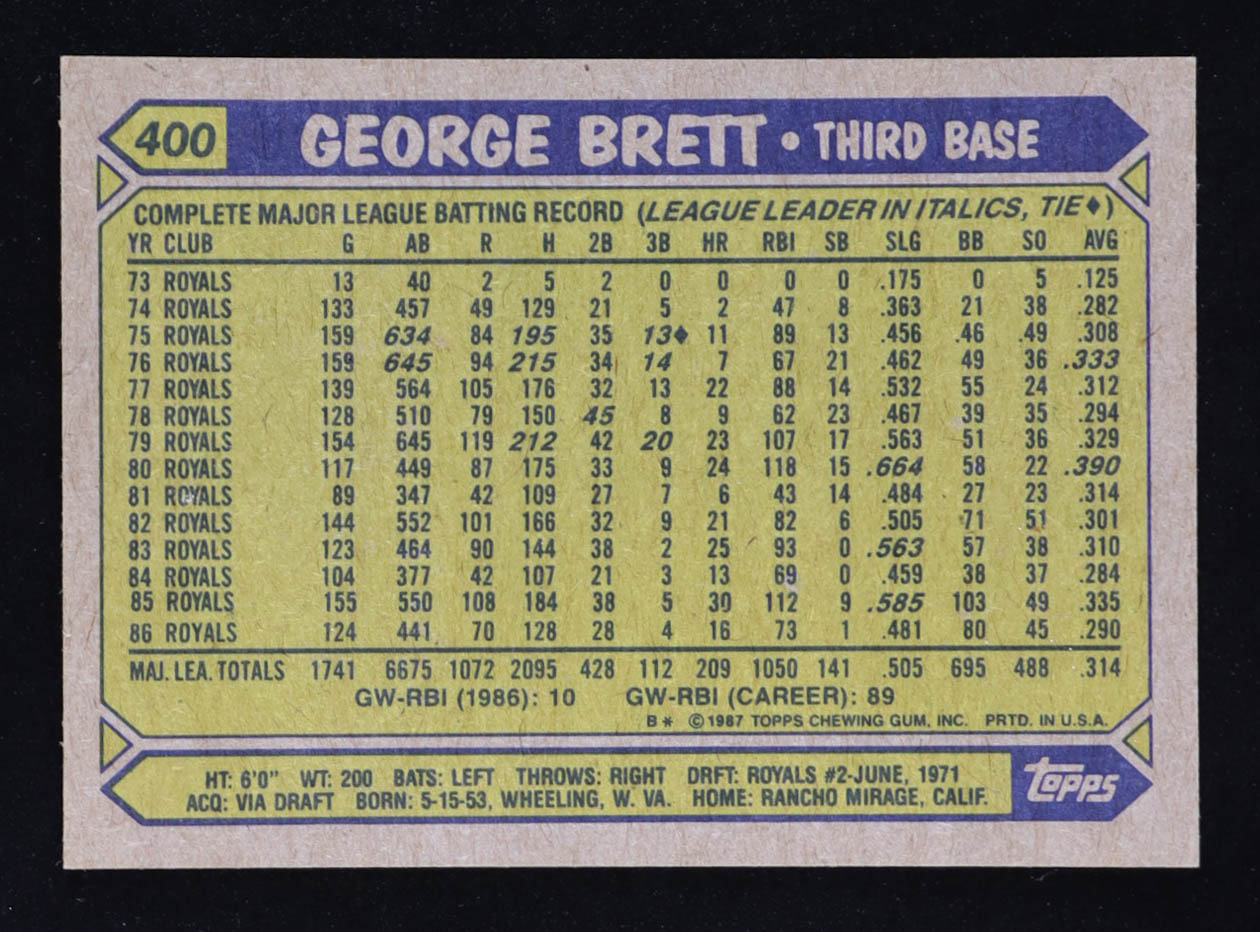 400 GEORGE BRETT • THIRD BASE
COMPLETE MAJOR LEAGUE BATTING RECORD (LEAGUE LEADER IN ITALICS, TIE♦)
YR CLUB G AB R H 2B 3B HR RBI SB SLG BB SO AVG
73 ROYALS 13 40 2 5 2 0 0 0 0 .175 0 5 .125
74 ROYALS 133 457 49 129 21 5 2 47 8 .363 21 38 .282
75 ROYALS 159 634 84 195 35 13♦ 11 89 13 .456 46 49 .308
76 ROYALS 159 645 94 215 34 14 7 67 21 .462 49 36 .333
77 ROYALS 139 564 105 176 32 13 22 88 14 .532 55 24 .312
78 ROYALS 128 510 79 150 45 8 9 62 23 .467 39 35 .294
79 ROYALS 154 645 119 212 42 20 23 107 17 .563 51 36 .329
80 ROYALS 117 449 87 175 33 9 24 118 15 .664 58 22 .390
81 ROYALS 89 347 42 109 27 7 6 43 14 .484 27 23 .314
82 ROYALS 144 552 101 166 32 9 21 82 6 .505 71 51 .301
83 ROYALS 123 464 90 144 38 2 25 93 0 .563 57 38 .310
84 ROYALS 104 377 42 107 21 3 13 69 0 .459 38 37 .284
85 ROYALS 155 550 108 184 38 5 30 112 9 .585 103 49 .335
86 ROYALS 124 441 70 128 28 4 16 73 1 .481 80 45 .290
MAJ. LEA. TOTALS 1741 6675 1072 2095 428 112 209 1050 141 .505 695 488 .314
GW-RBI (1986): 10 GW-RBI (CAREER): 89
B* ©1987 TOPPS CHEWING GUM, INC. PRTD. IN U.S.A.
HT: 6'0" WT: 200 BATS: LEFT THROWS: RIGHT DRFT: ROYALS #2-JUNE, 1971
ACQ: VIA DRAFT BORN: 5-15-53, WHEELING, W. VA. HOME: RANCHO MIRAGE, CALIF.
topps